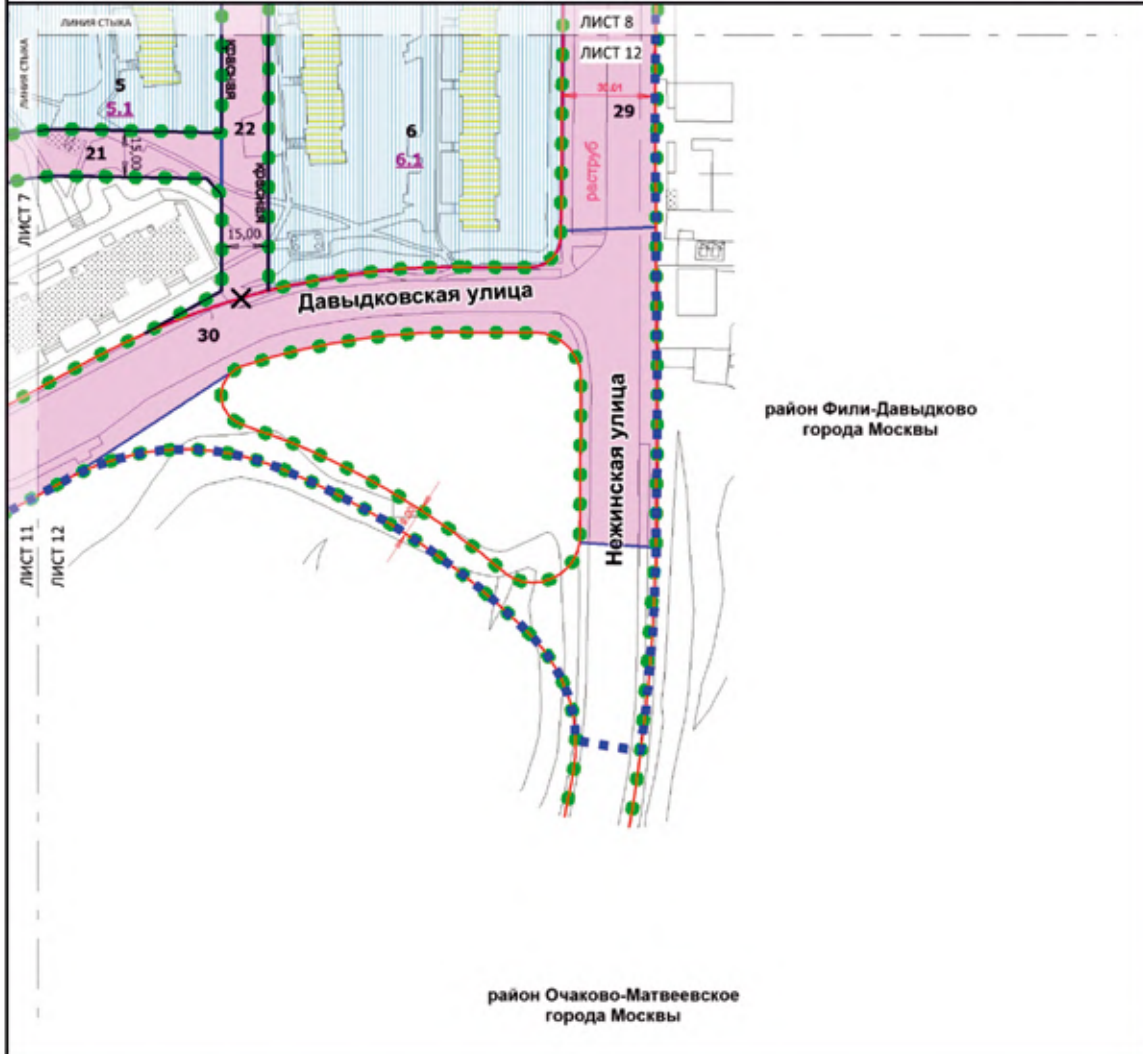 ЛИНИЯ СТЫКА
ЛИСТ 8
ЛИСТ 12
ЛИНИЯ СТЫКА
красная
30.01
29
5
5.1
22
6
6.1
15,00
21
раструб
красная
ЛИСТ 7
15,00
Давыдковская улица
30
Нежинская улица
район Фили-Давыдково
города Москвы
ЛИСТ 11
ЛИСТ 12
район Очаково-Матвеевское
города Москвы